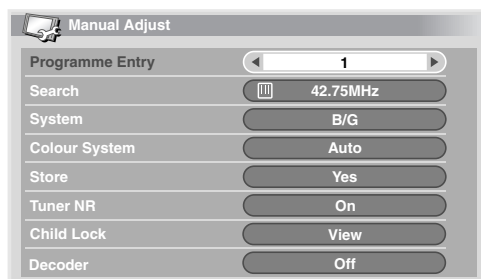 Manual Adjust
Programme Entry 1
Search 42.75MHz
System B/G
Colour System Auto
Store Yes
Tuner NR On
Child Lock View
Decoder Off